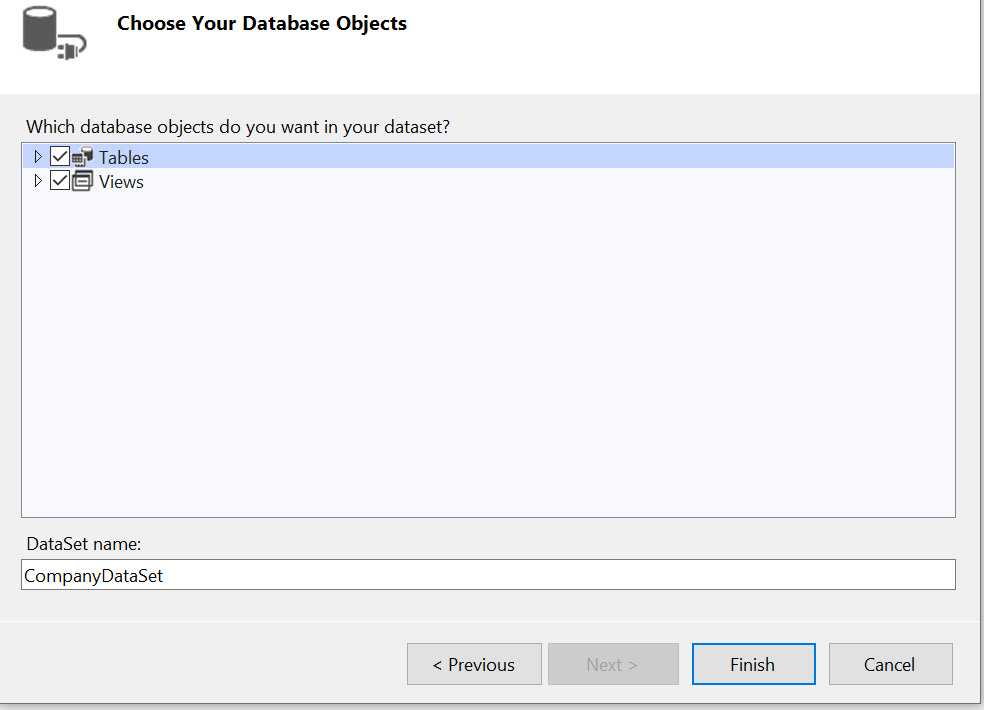 Choose Your Database Objects
Which database objects do you want in your dataset?
Tables
Views
DataSet name:
CompanyDataSet
< Previous
Next >
Finish
Cancel